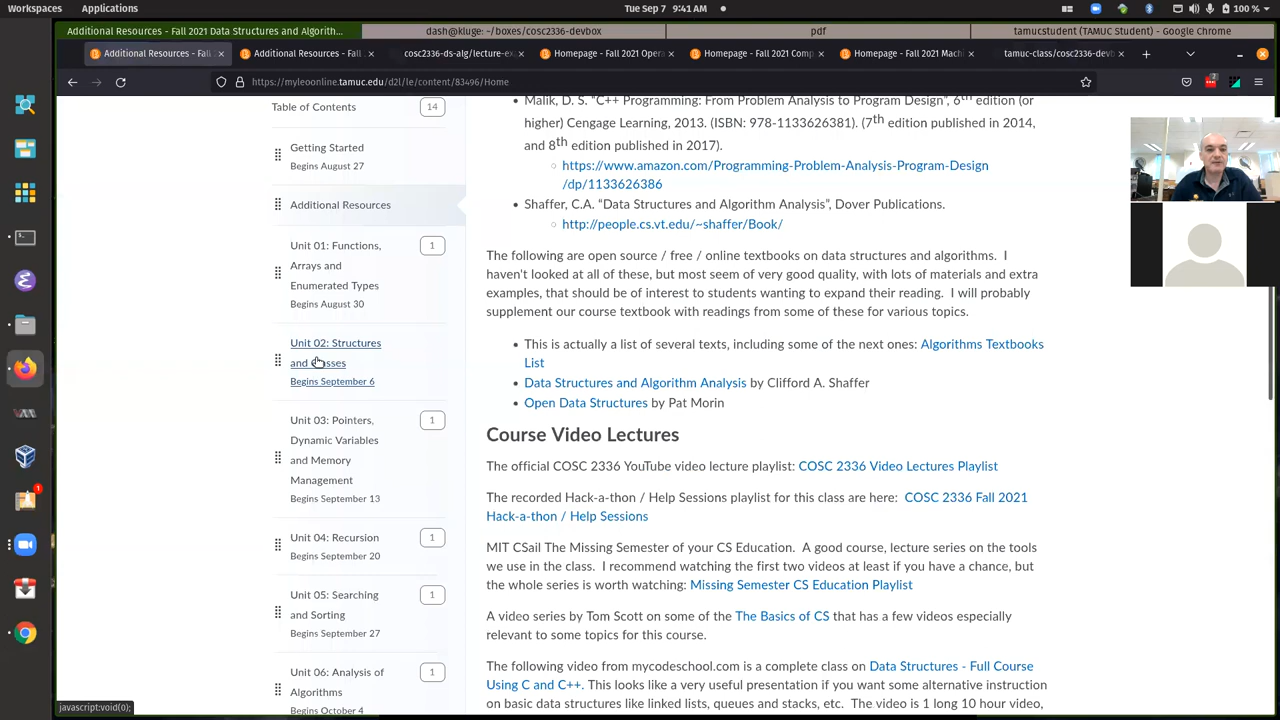 Workspaces Applications Tue Sep 7 9:41 AM 100 %
Additional Resources - Fall 2021 Data Structures and Algorith... dash@kluge: ~/boxes/cosc2336-devbox pdf tamucstudent (TAMUC Student) - Google Chrome
Additional Resources - Fall Additional Resources - Fall cosc2336-ds-alg/lecture-ex Homepage - Fall 2021 Opera Homepage - Fall 2021 Comp Homepage - Fall 2021 Machi tamuc-class/cosc2336-devbo
https://myleoonline.tamuc.edu/d2l/le/content/83496/Home
7
Table of Contents
14
Getting Started
Begins August 27
Additional Resources
Unit 01: Functions,
Arrays and
Enumerated Types
Begins August 30
1
Unit 02: Structures
and Classes
Begins September 6
Unit 03: Pointers,
Dynamic Variables
and Memory
Management
Begins September 13
1
Unit 04: Recursion
Begins September 20
1
Unit 05: Searching
and Sorting
Begins September 27
1
Unit 06: Analysis of
Algorithms
Begins October 4
1
Malik, D. S. “C++ Programming: From Problem Analysis to Program Design”, 6th edition (or
higher) Cengage Learning, 2013. (ISBN: 978-1133626381). (7th edition published in 2014,
and 8th edition published in 2017).
https://www.amazon.com/Programming-Problem-Analysis-Program-Design
/dp/1133626386
Shaffer, C.A. “Data Structures and Algorithm Analysis”, Dover Publications.
http://people.cs.vt.edu/~shaffer/Book/
The following are open source / free / online textbooks on data structures and algorithms. I
haven't looked at all of these, but most seem of very good quality, with lots of materials and extra
examples, that should be of interest to students wanting to expand their reading. I will probably
supplement our course textbook with readings from some of these for various topics.
This is actually a list of several texts, including some of the next ones: Algorithms Textbooks
List
Data Structures and Algorithm Analysis by Clifford A. Shaffer
Open Data Structures by Pat Morin
Course Video Lectures
The official COSC 2336 YouTube video lecture playlist: COSC 2336 Video Lectures Playlist
The recorded Hack-a-thon / Help Sessions playlist for this class are here: COSC 2336 Fall 2021
Hack-a-thon / Help Sessions
MIT CSail The Missing Semester of your CS Education. A good course, lecture series on the tools
we use in the class. I recommend watching the first two videos at least if you have a chance, but
the whole series is worth watching: Missing Semester CS Education Playlist
A video series by Tom Scott on some of the The Basics of CS that has a few videos especially
relevant to some topics for this course.
The following video from mycodeschool.com is a complete class on Data Structures - Full Course
Using C and C++. This looks like a very useful presentation if you want some alternative instruction
on basic data structures like linked lists, queues and stacks, etc. The video is 1 long 10 hour video,
javascript:void(0);
1